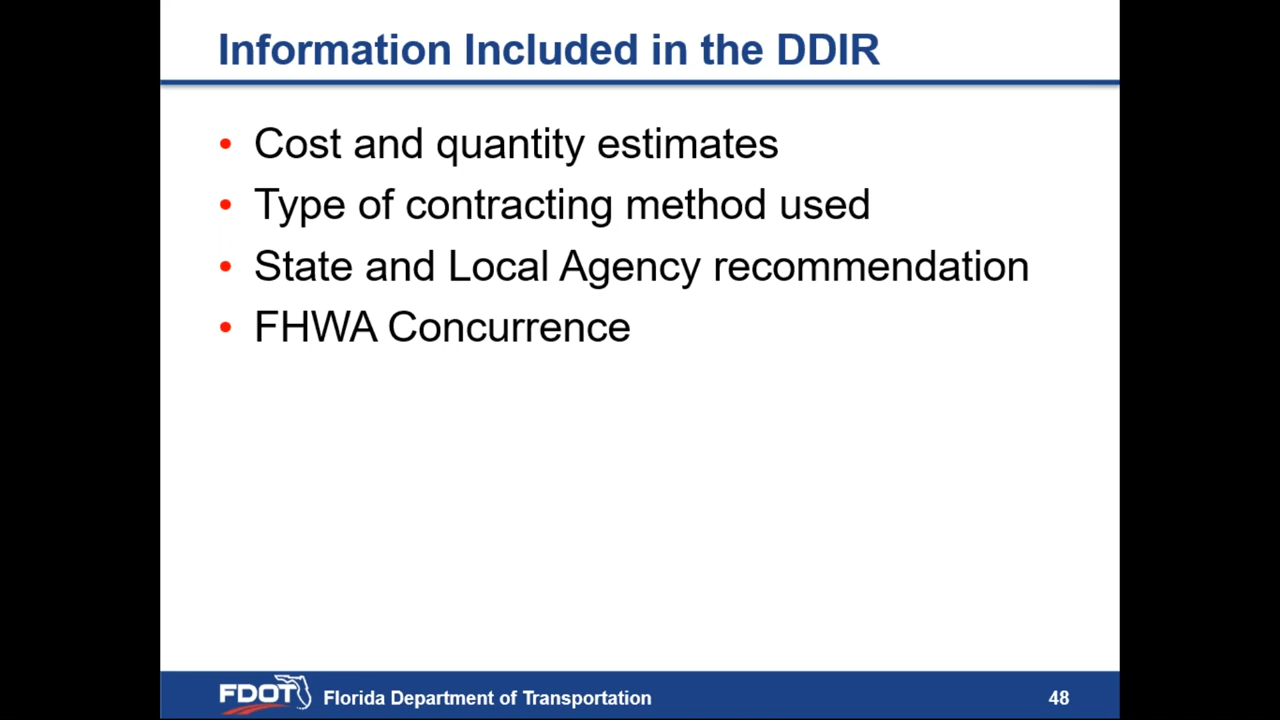 Information Included in the DDIR
• Cost and quantity estimates
• Type of contracting method used
• State and Local Agency recommendation
• FHWA Concurrence
FDOT Florida Department of Transportation 48